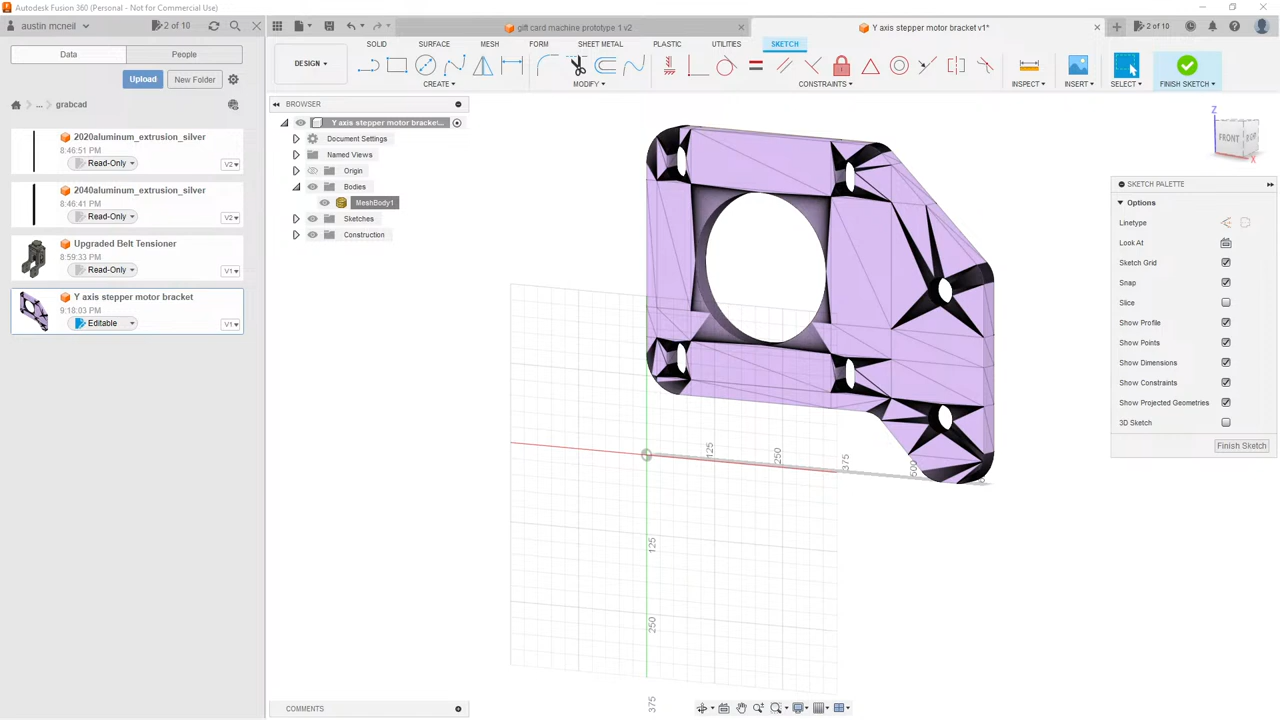 Autodesk Fusion 360 (Personal - Not for Commercial Use)
austin mcneil
2 of 10
gift card machine prototype 1 v2
Y axis stepper motor bracket v1*
2 of 10
Data
People
SOLID
SURFACE
MESH
FORM
SHEET METAL
PLASTIC
UTILITIES
SKETCH
DESIGN
Upload
New Folder
CREATE
MODIFY
CONSTRAINTS
INSPECT
INSERT
SELECT
FINISH SKETCH
... grabcad
BROWSER
Y axis stepper motor bracket...
Document Settings
Named Views
Origin
Bodies
MeshBody1
Sketches
Construction
2020aluminum_extrusion_silver
8:46:51 PM
Read-Only
V2
2040aluminum_extrusion_silver
8:46:41 PM
Read-Only
V2
Upgraded Belt Tensioner
8:59:33 PM
Read-Only
V1
Y axis stepper motor bracket
9:18:03 PM
Editable
V1
Z
FRONT
X
SKETCH PALETTE
Options
Linetype
Look At
Sketch Grid
Snap
Slice
Show Profile
Show Points
Show Dimensions
Show Constraints
Show Projected Geometries
3D Sketch
Finish Sketch
125
250
375
500
125
250
375
COMMENTS